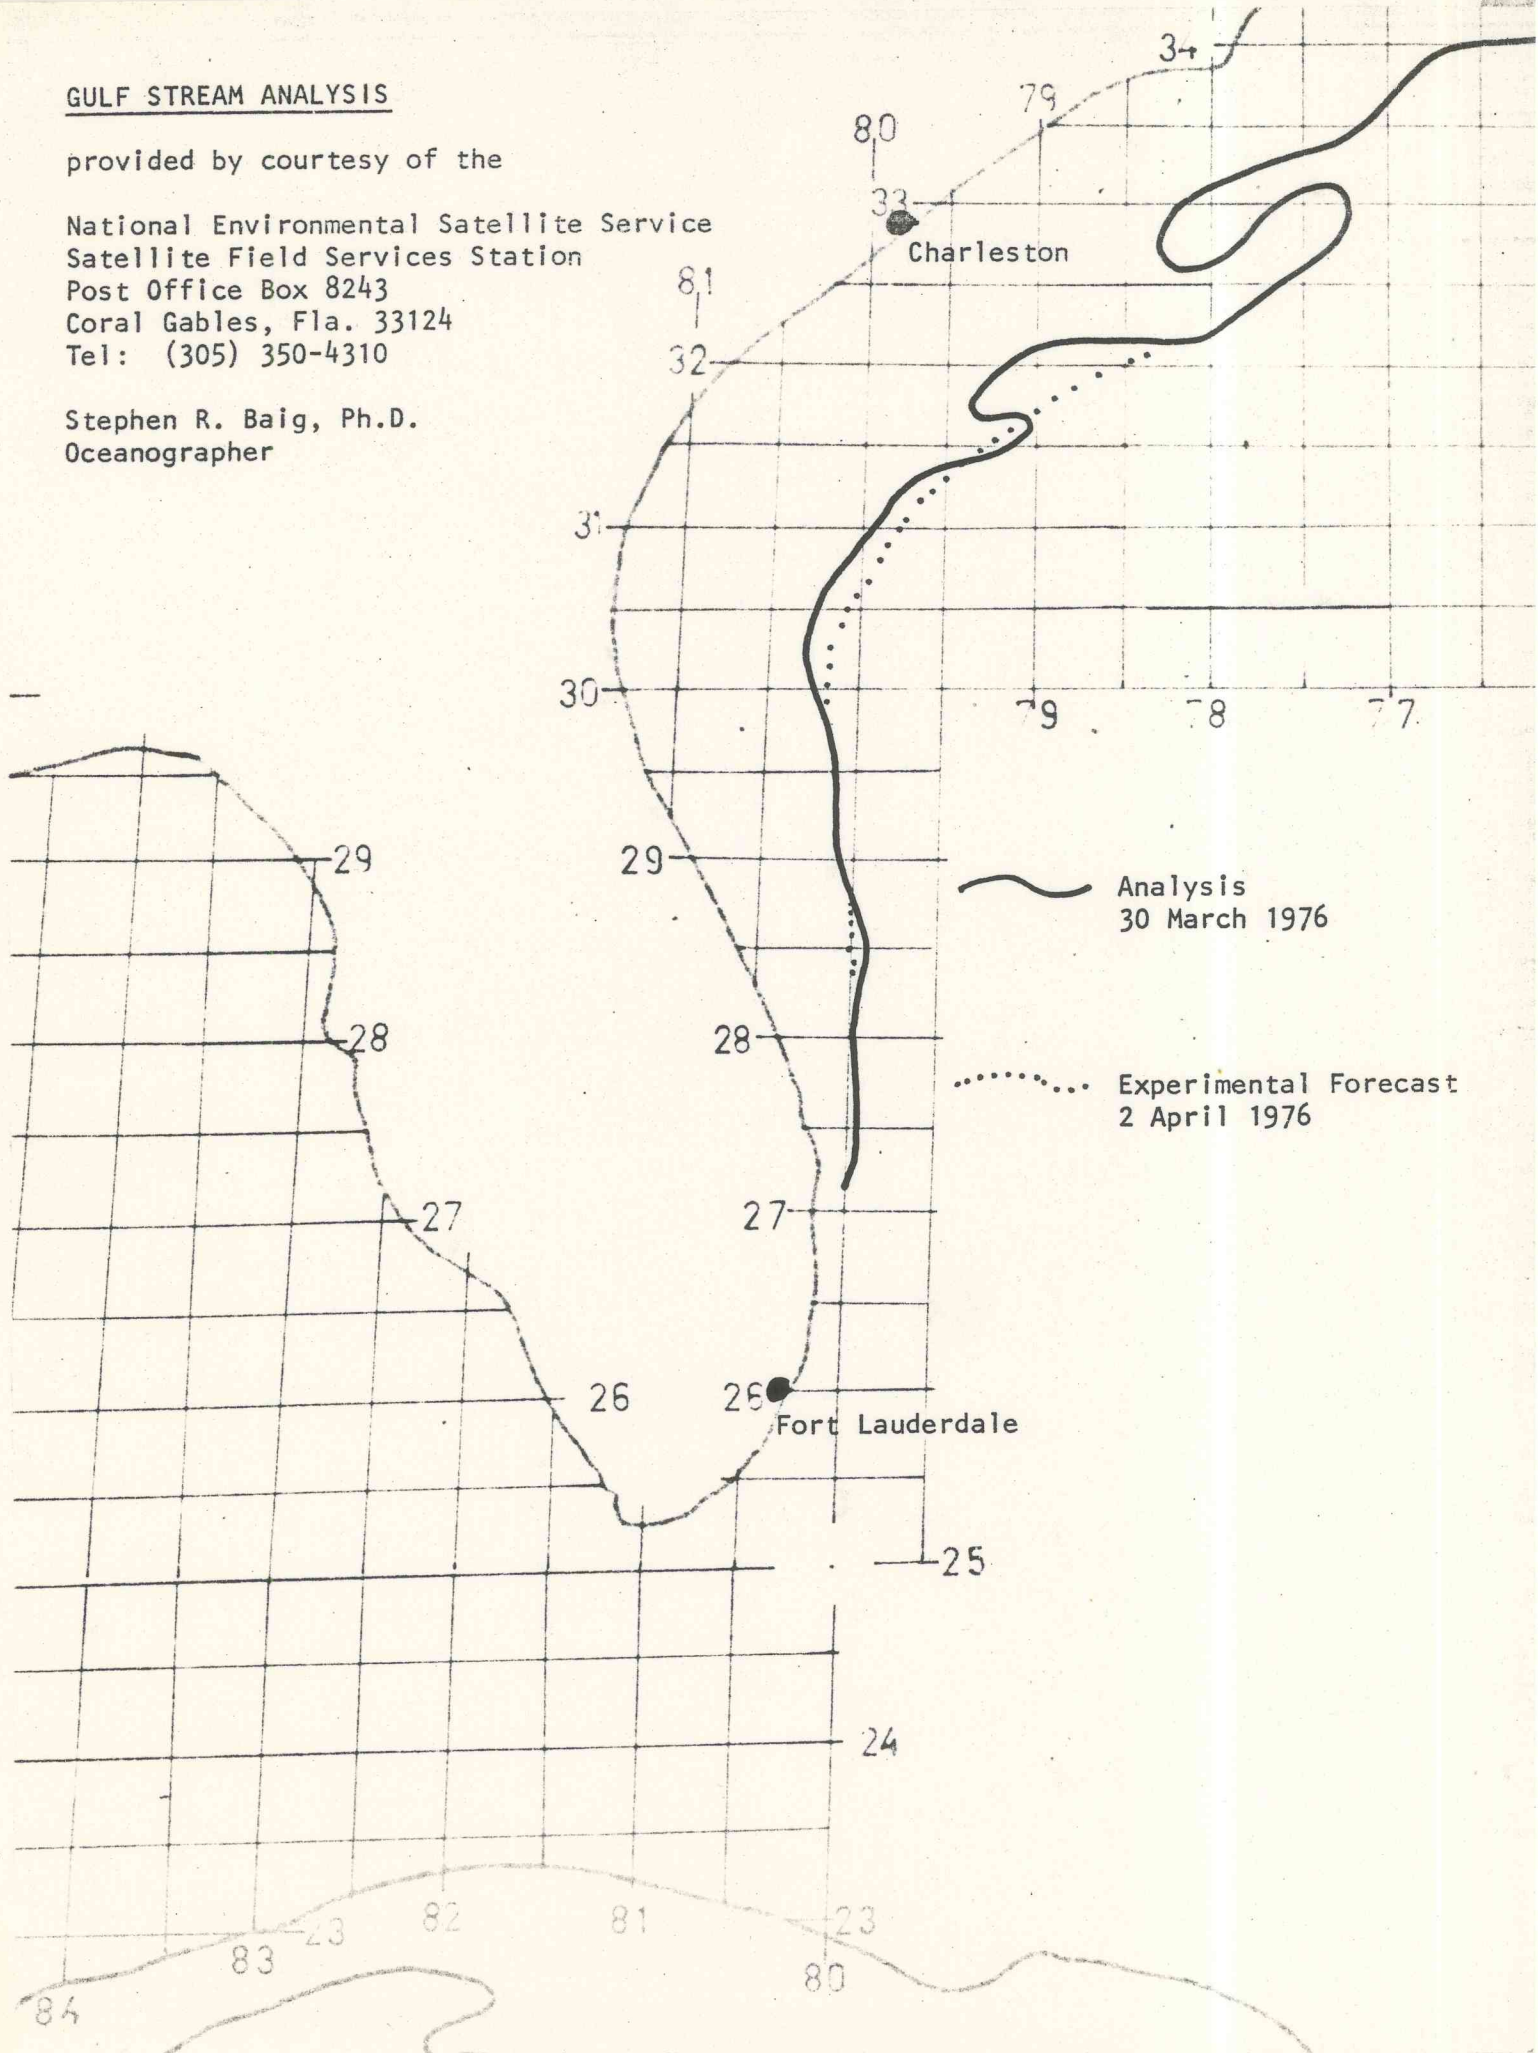 GULF STREAM ANALYSIS
provided by courtesy of the
National Environmental Satellite Service
Satellite Field Services Station
Post Office Box 8243
Coral Gables, Fla. 33124
Tel: (305) 350-4310
Stephen R. Baig, Ph.D.
Oceanographer
34
79
80
33
Charleston
81
32
31
30
79
78
77
29
29
Analysis
30 March 1976
28
28
Experimental Forecast
2 April 1976
27
27
26
26
Fort Lauderdale
25
24
82
81
23
23
83
80
84